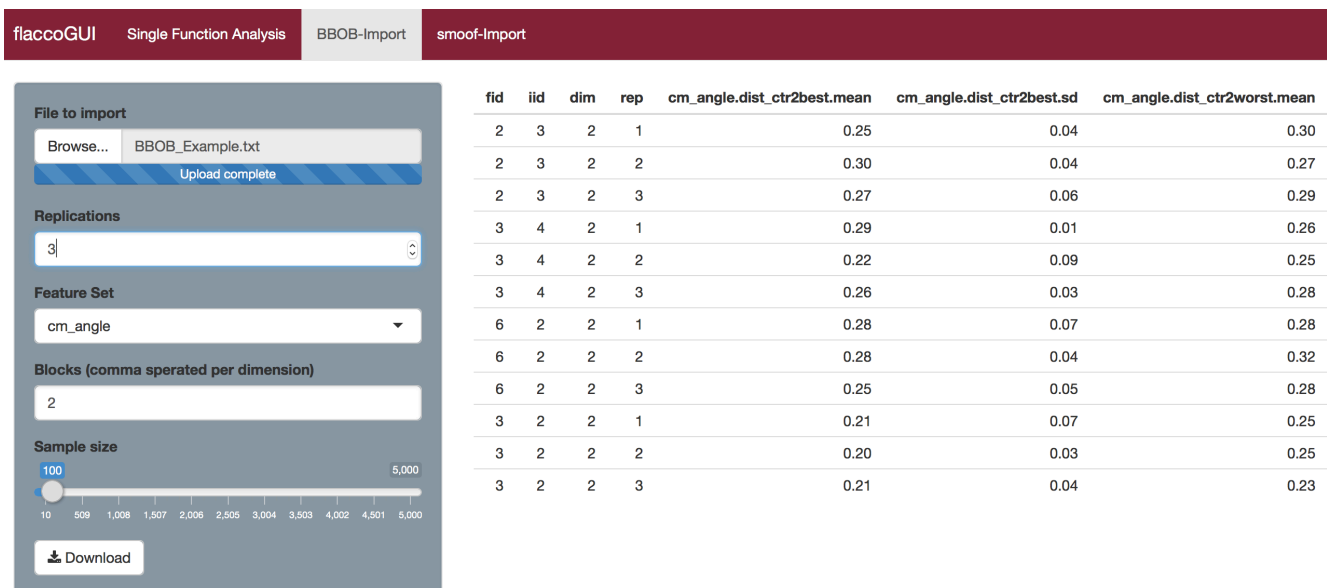 flaccoGUI Single Function Analysis BBOB-Import smoof-Import
File to import
Browse... BBOB_Example.txt
Upload complete
Replications
3
Feature Set
cm_angle
Blocks (comma sperated per dimension)
2
Sample size
100 5,000
10 509 1,008 1,507 2,006 2,505 3,004 3,503 4,002 4,501 5,000
Download
fid iid dim rep cm_angle.dist_ctr2best.mean cm_angle.dist_ctr2best.sd cm_angle.dist_ctr2worst.mean
2 3 2 1 0.25 0.04 0.30
2 3 2 2 0.30 0.04 0.27
2 3 2 3 0.27 0.06 0.29
3 4 2 1 0.29 0.01 0.26
3 4 2 2 0.22 0.09 0.25
3 4 2 3 0.26 0.03 0.28
6 2 2 1 0.28 0.07 0.28
6 2 2 2 0.28 0.04 0.32
6 2 2 3 0.25 0.05 0.28
3 2 2 1 0.21 0.07 0.25
3 2 2 2 0.20 0.03 0.25
3 2 2 3 0.21 0.04 0.23